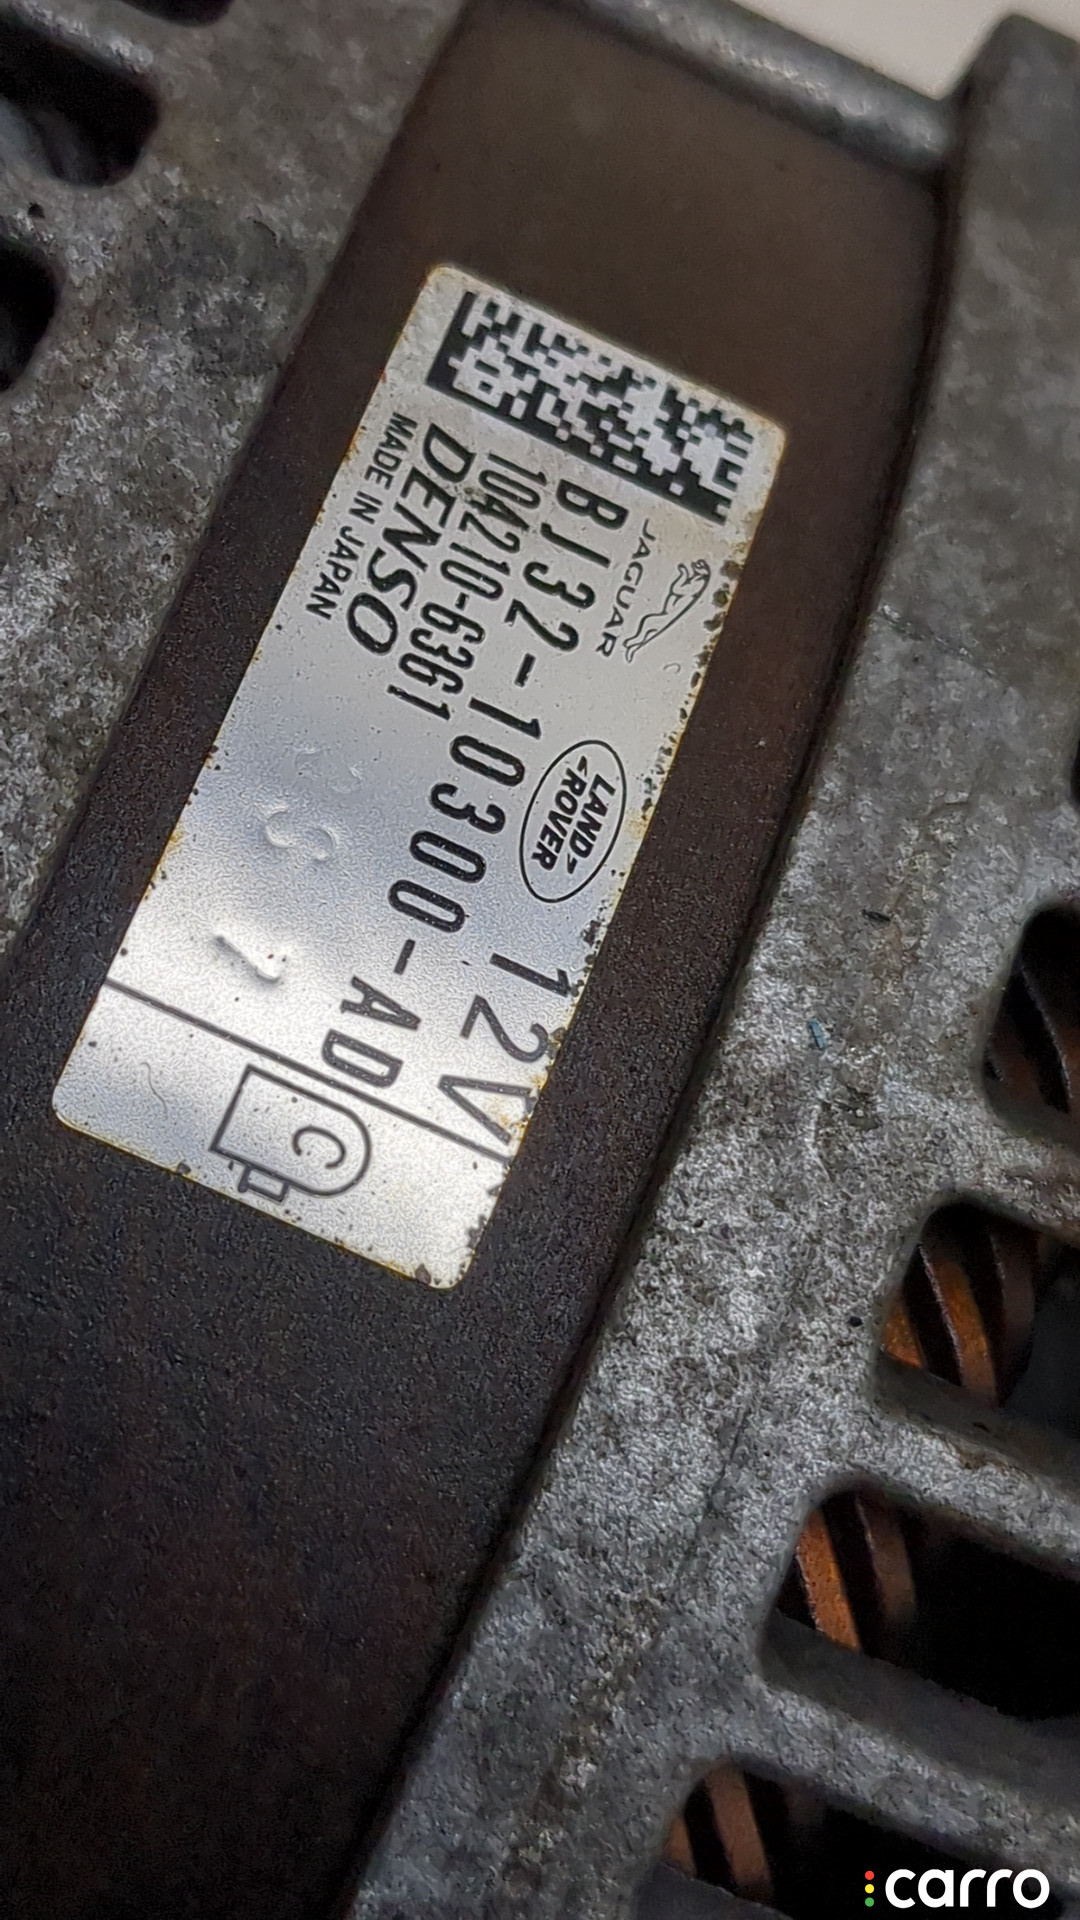 JAGUAR
LAND
ROVER
12V
BJ32-10300-AD
104210-6361
DENSO
MADE IN JAPAN
C
S
carro